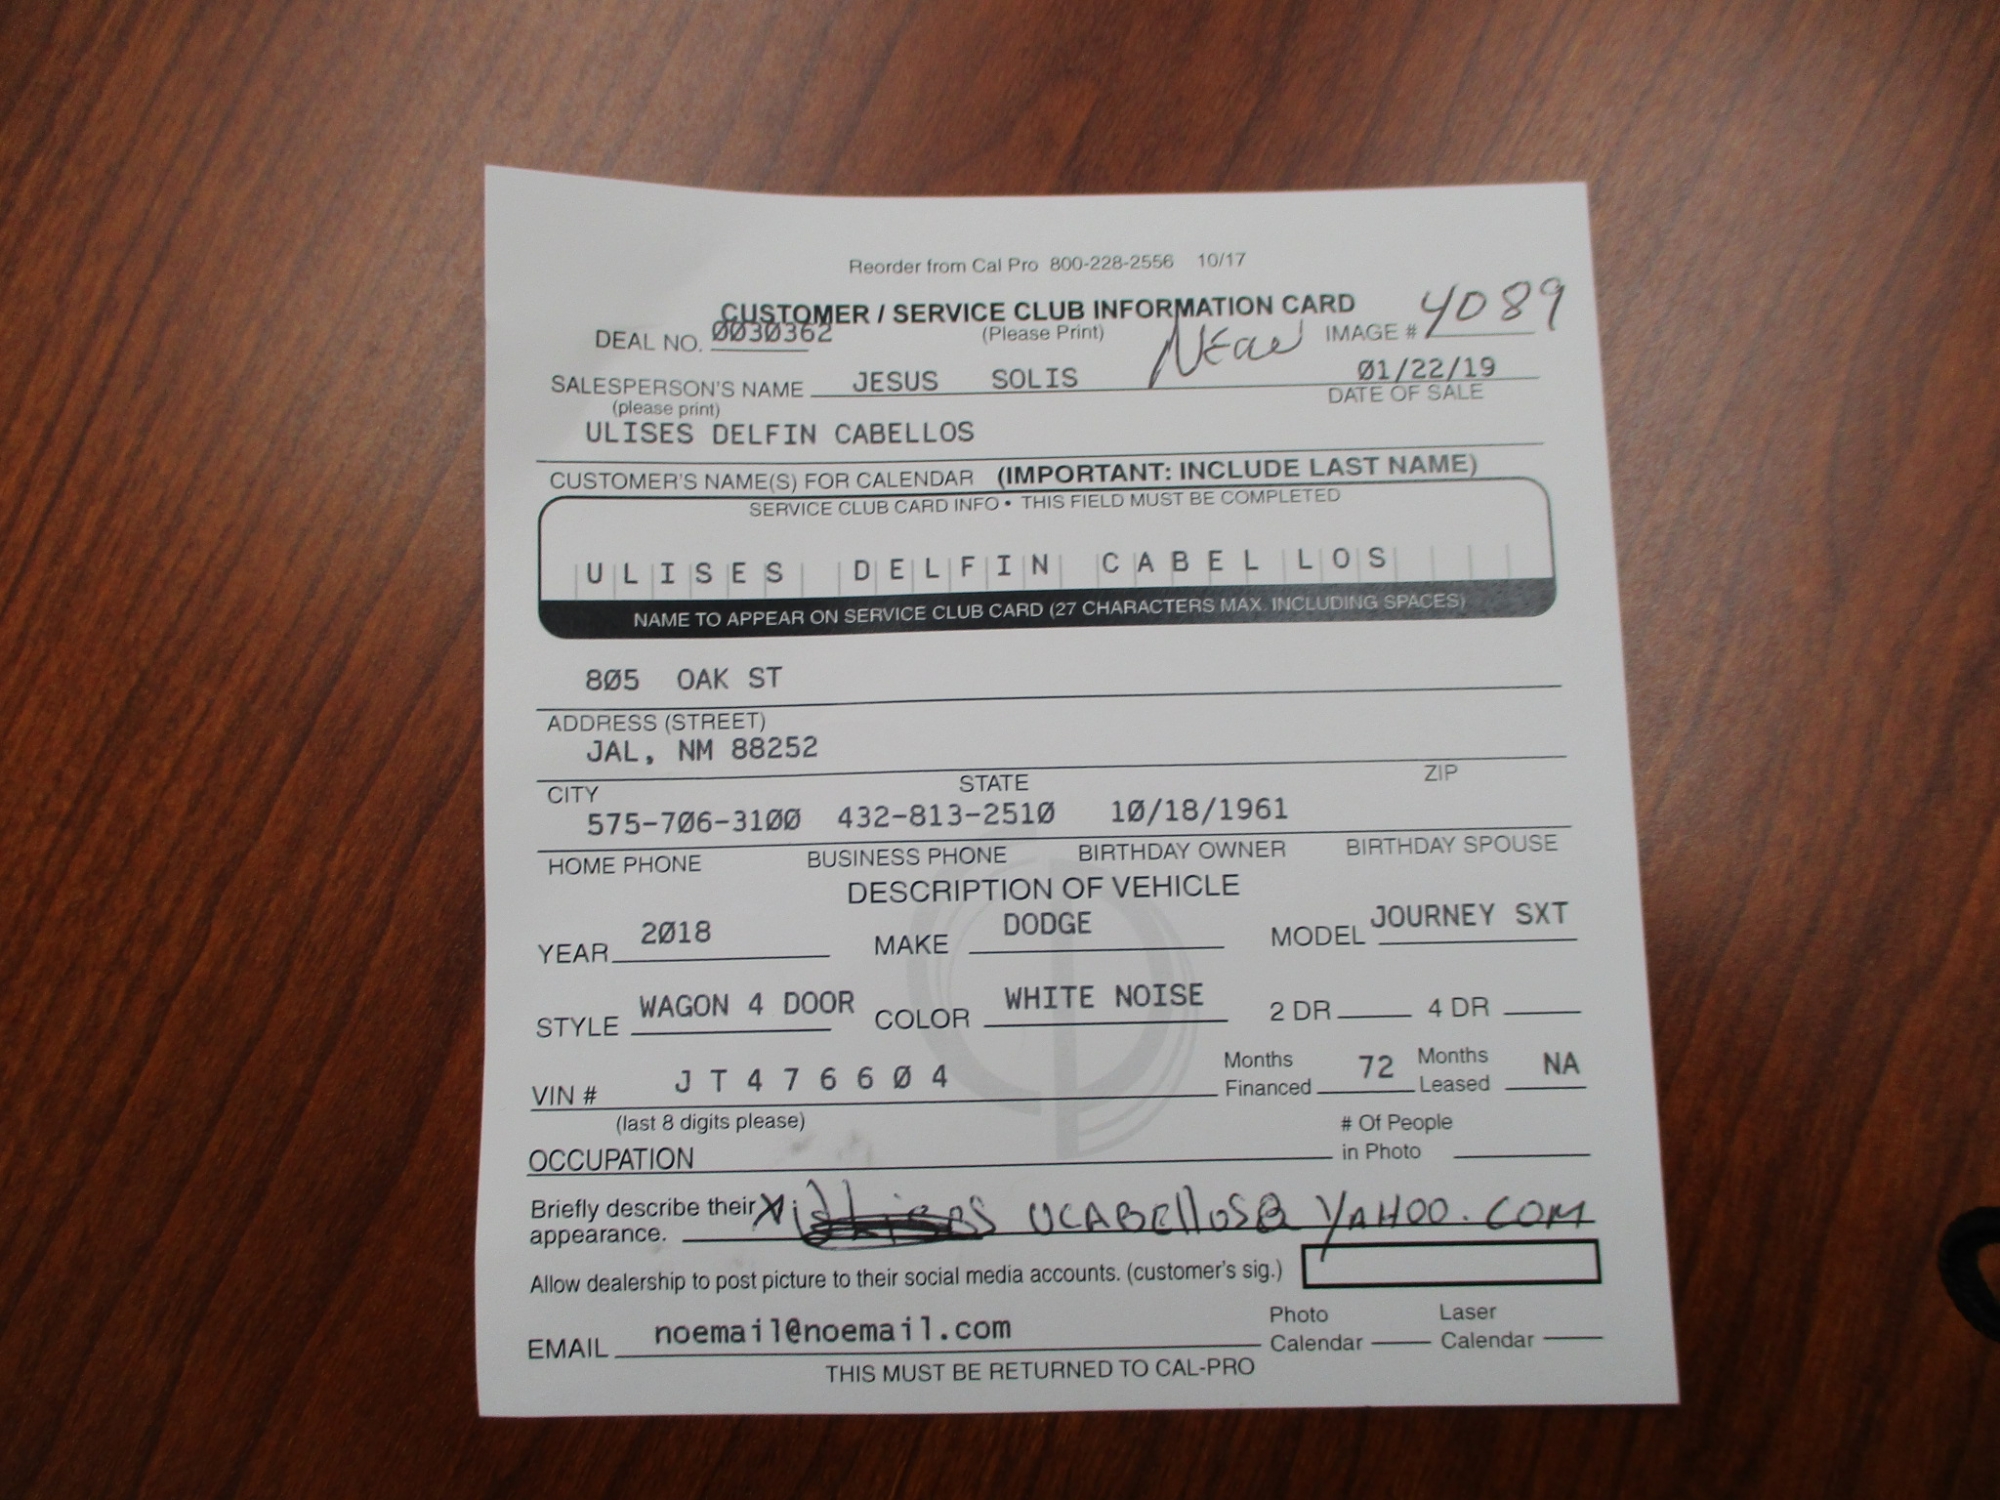 Reorder from Cal Pro 800-228-2556 10/17
CUSTOMER / SERVICE CLUB INFORMATION CARD
DEAL NO. 0030362 (Please Print) New IMAGE # 4089
SALESPERSON'S NAME JESUS SOLIS 01/22/19
(please print) DATE OF SALE
ULISES DELFIN CABELLOS
CUSTOMER'S NAME(S) FOR CALENDAR (IMPORTANT: INCLUDE LAST NAME)
SERVICE CLUB CARD INFO • THIS FIELD MUST BE COMPLETED
ULISES DELFIN CABELLOS
NAME TO APPEAR ON SERVICE CLUB CARD (27 CHARACTERS MAX. INCLUDING SPACES)
805 OAK ST
ADDRESS (STREET)
JAL, NM 88252
CITY STATE ZIP
575-706-3100 432-813-2510 10/18/1961
HOME PHONE BUSINESS PHONE BIRTHDAY OWNER BIRTHDAY SPOUSE
DESCRIPTION OF VEHICLE
YEAR 2018 MAKE DODGE MODEL JOURNEY SXT
STYLE WAGON 4 DOOR COLOR WHITE NOISE 2 DR 4 DR
VIN # JT476604 Months Financed 72 Months Leased NA
(last 8 digits please)
OCCUPATION # Of People in Photo
Briefly describe their appearance. UCABEllOS@YAHOO.COM
Allow dealership to post picture to their social media accounts. (customer's sig.)
EMAIL noemail@noemail.com Photo Calendar Laser Calendar
THIS MUST BE RETURNED TO CAL-PRO